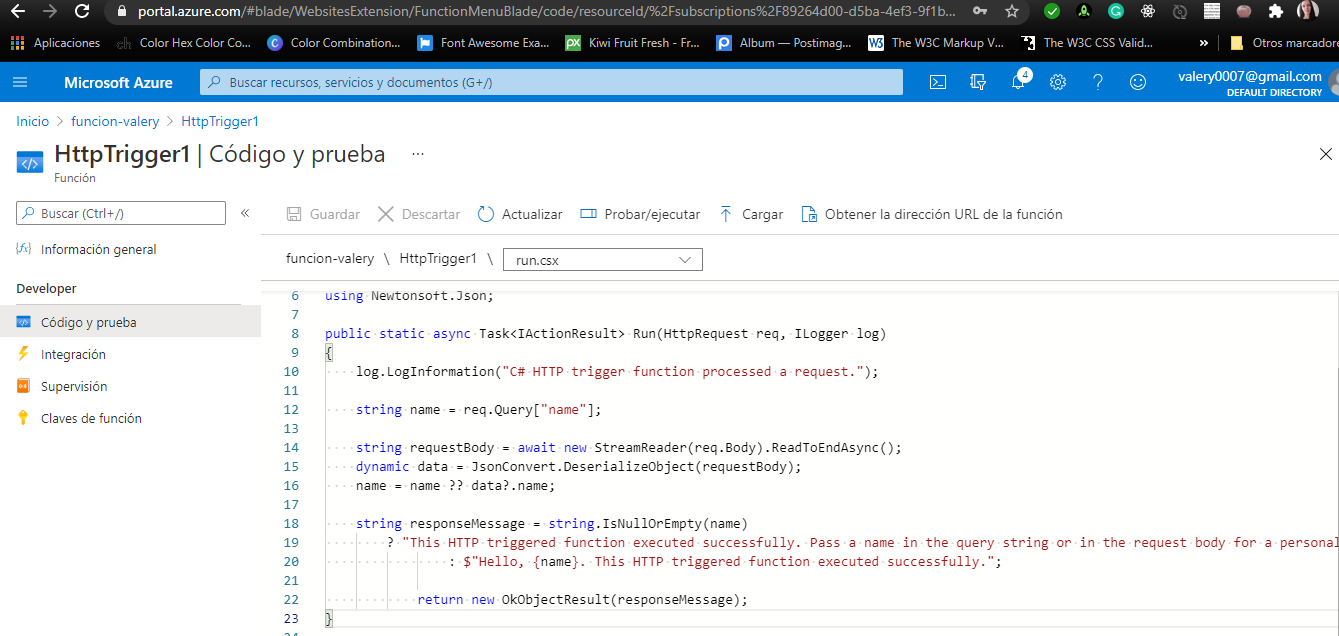 portal.azure.com/#blade/WebsitesExtension/FunctionMenuBlade/code/resourceId/%2Fsubscriptions%2F89264d00-d5ba-4ef3-9f1b...
Aplicaciones Color Hex Color Co... Color Combination... Font Awesome Exa... Kiwi Fruit Fresh - Fr... Album — Postimag... The W3C Markup V... The W3C CSS Valid... » Otros marcadore
Microsoft Azure Buscar recursos, servicios y documentos (G+/) 4 valery0007@gmail.com
DEFAULT DIRECTORY
Inicio > funcion-valery > HttpTrigger1
HttpTrigger1 | Código y prueba ...
Función
Buscar (Ctrl+/) « Guardar Descartar Actualizar Probar/ejecutar Cargar Obtener la dirección URL de la función
Información general
Developer
Código y prueba
Integración
Supervisión
Claves de función
funcion-valery \ HttpTrigger1 \ run.csx
6 using Newtonsoft.Json;
7
8 public static async Task<IActionResult> Run(HttpRequest req, ILogger log)
9 {
10 log.LogInformation("C# HTTP trigger function processed a request.");
11
12 string name = req.Query["name"];
13
14 string requestBody = await new StreamReader(req.Body).ReadToEndAsync();
15 dynamic data = JsonConvert.DeserializeObject(requestBody);
16 name = name ?? data?.name;
17
18 string responseMessage = string.IsNullOrEmpty(name)
19 ? "This HTTP triggered function executed successfully. Pass a name in the query string or in the request body for a personal
20 : $"Hello, {name}. This HTTP triggered function executed successfully.";
21
22 return new OkObjectResult(responseMessage);
23 }